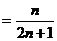 = n / 2n+1